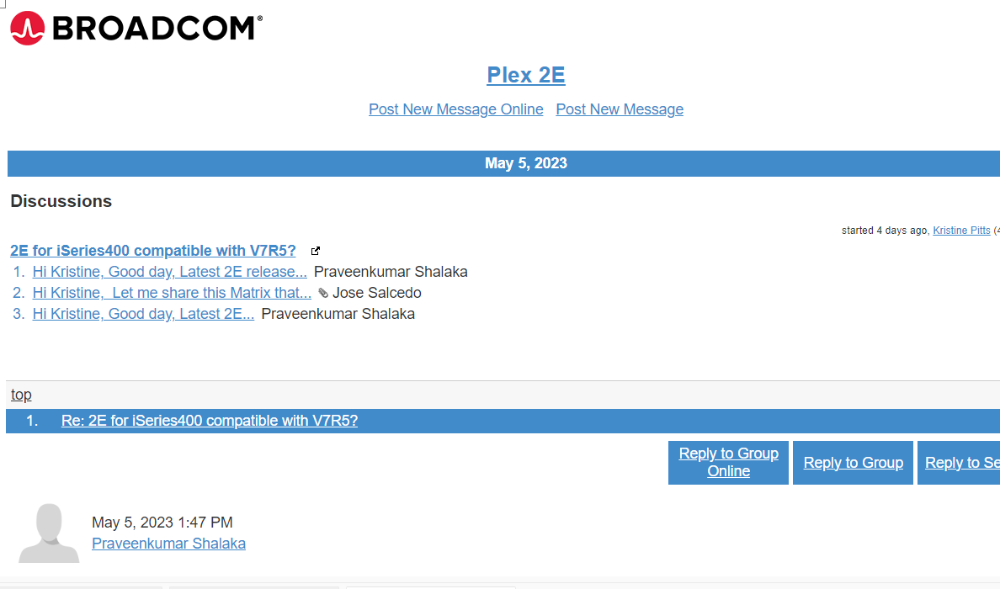 BROADCOM®
Plex 2E
Post New Message Online Post New Message
May 5, 2023
Discussions
started 4 days ago, Kristine Pitts (4
2E for iSeries400 compatible with V7R5?
1. Hi Kristine, Good day, Latest 2E release... Praveenkumar Shalaka
2. Hi Kristine, Let me share this Matrix that... Jose Salcedo
3. Hi Kristine, Good day, Latest 2E... Praveenkumar Shalaka
top
1. Re: 2E for iSeries400 compatible with V7R5?
Reply to Group
Online
Reply to Group
Reply to Se
May 5, 2023 1:47 PM
Praveenkumar Shalaka